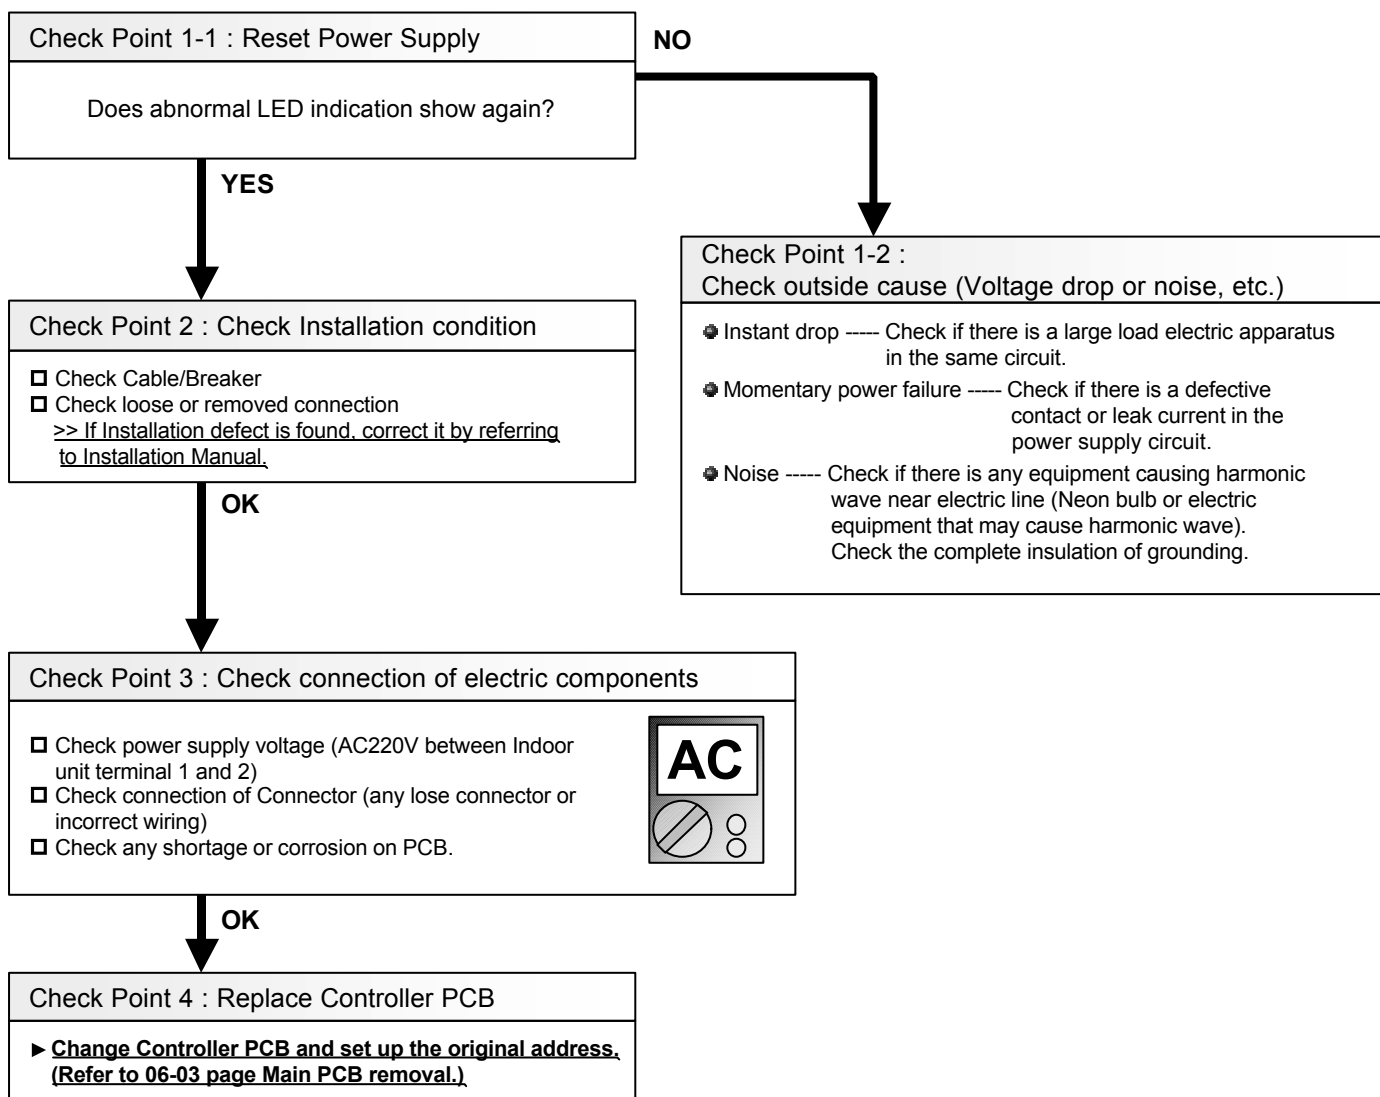 Check Point 1-1 : Reset Power Supply
NO
Does abnormal LED indication show again?
YES
Check Point 1-2 :
Check outside cause (Voltage drop or noise, etc.)
Instant drop ----- Check if there is a large load electric apparatus
in the same circuit.
Momentary power failure ----- Check if there is a defective
contact or leak current in the
power supply circuit.
Noise ----- Check if there is any equipment causing harmonic
wave near electric line (Neon bulb or electric
equipment that may cause harmonic wave).
Check the complete insulation of grounding.
Check Point 2 : Check Installation condition
Check Cable/Breaker
Check loose or removed connection
>> If Installation defect is found, correct it by referring
to Installation Manual.
OK
Check Point 3 : Check connection of electric components
Check power supply voltage (AC220V between Indoor
unit terminal 1 and 2)
Check connection of Connector (any lose connector or
incorrect wiring)
Check any shortage or corrosion on PCB.
AC
OK
Check Point 4 : Replace Controller PCB
► Change Controller PCB and set up the original address.
(Refer to 06-03 page Main PCB removal.)